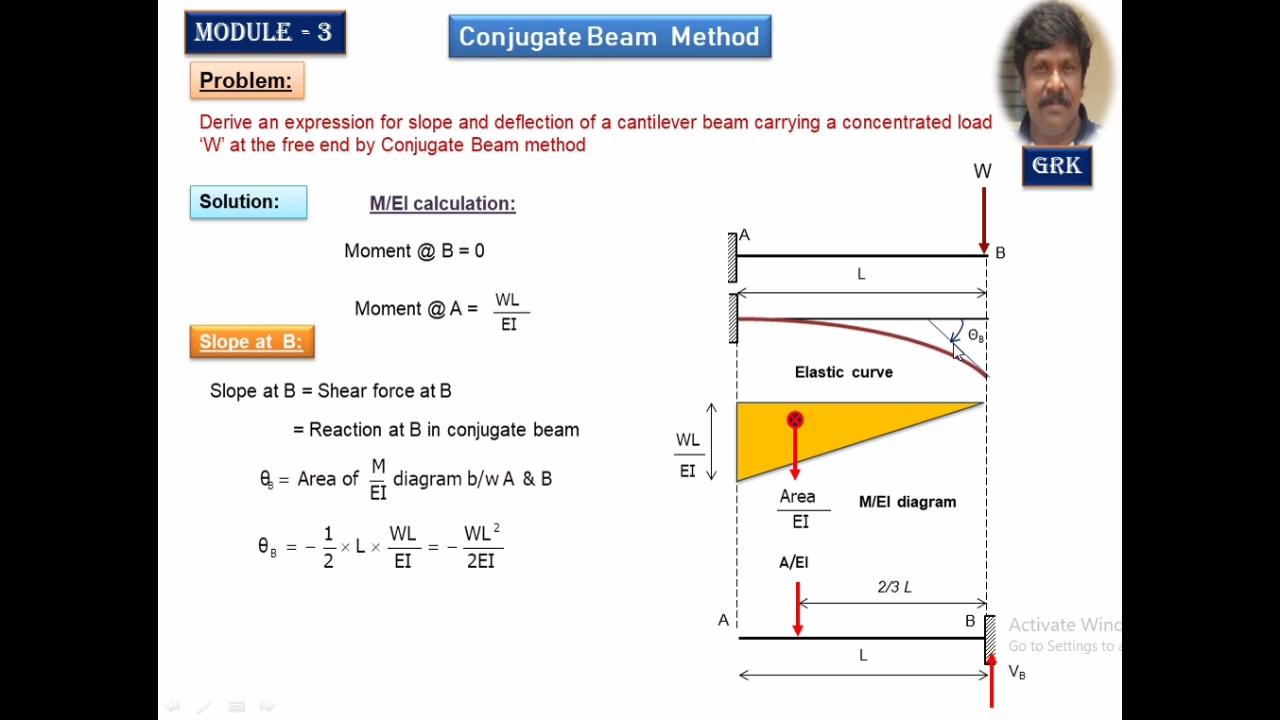 MODULE - 3
Conjugate Beam Method
Problem:
Derive an expression for slope and deflection of a cantilever beam carrying a concentrated load
‘W’ at the free end by Conjugate Beam method
GRK
Solution:
M/EI calculation:
Moment @ B = 0
Moment @ A = WL
EI
Slope at B:
Slope at B = Shear force at B
= Reaction at B in conjugate beam
θB = Area of M/EI diagram b/w A & B
θB = - 1/2 × L × WL/EI = - WL²/2EI
W
A
B
L
ΘB
Elastic curve
WL
EI
Area
EI
M/EI diagram
A/EI
2/3 L
A
B
L
VB
Activate Winc
Go to Settings to a